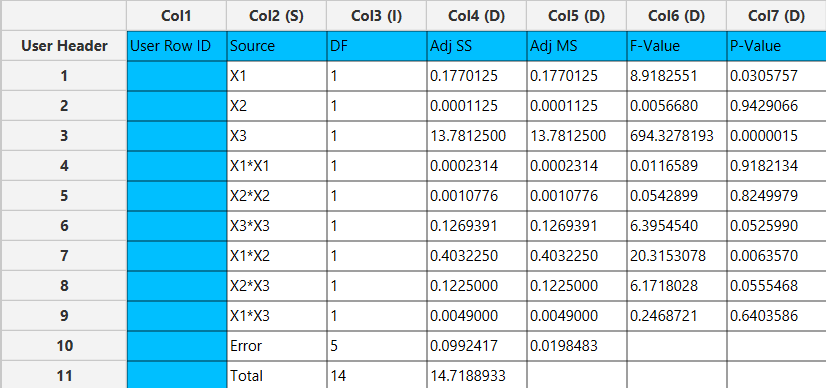 Col1 Col2 (S) Col3 (I) Col4 (D) Col5 (D) Col6 (D) Col7 (D)
User Header User Row ID Source DF Adj SS Adj MS F-Value P-Value
1 X1 1 0.1770125 0.1770125 8.9182551 0.0305757
2 X2 1 0.0001125 0.0001125 0.0056680 0.9429066
3 X3 1 13.7812500 13.7812500 694.3278193 0.0000015
4 X1*X1 1 0.0002314 0.0002314 0.0116589 0.9182134
5 X2*X2 1 0.0010776 0.0010776 0.0542899 0.8249979
6 X3*X3 1 0.1269391 0.1269391 6.3954540 0.0525990
7 X1*X2 1 0.4032250 0.4032250 20.3153078 0.0063570
8 X2*X3 1 0.1225000 0.1225000 6.1718028 0.0555468
9 X1*X3 1 0.0049000 0.0049000 0.2468721 0.6403586
10 Error 5 0.0992417 0.0198483
11 Total 14 14.7188933